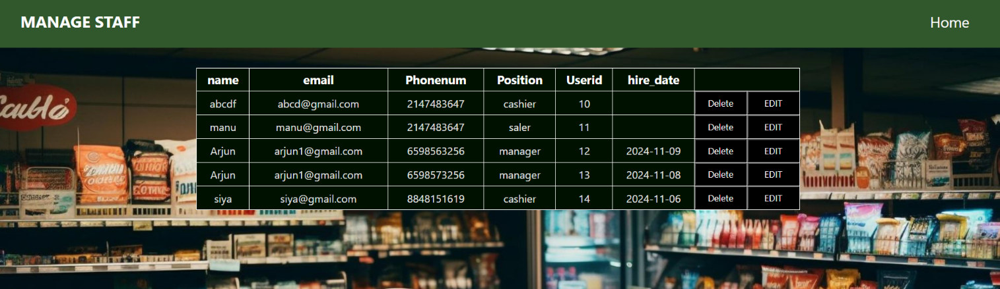 MANAGE STAFF Home
name email Phonenum Position Userid hire_date
abcdf abcd@gmail.com 2147483647 cashier 10 Delete EDIT
manu manu@gmail.com 2147483647 saler 11 Delete EDIT
Arjun arjun1@gmail.com 6598563256 manager 12 2024-11-09 Delete EDIT
Arjun arjun1@gmail.com 6598573256 manager 13 2024-11-08 Delete EDIT
siya siya@gmail.com 8848151619 cashier 14 2024-11-06 Delete EDIT